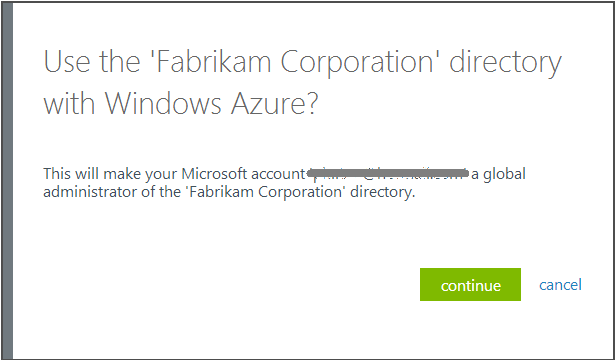 Use the 'Fabrikam Corporation' directory
with Windows Azure?
This will make your Microsoft account a global
administrator of the 'Fabrikam Corporation' directory.
continue cancel